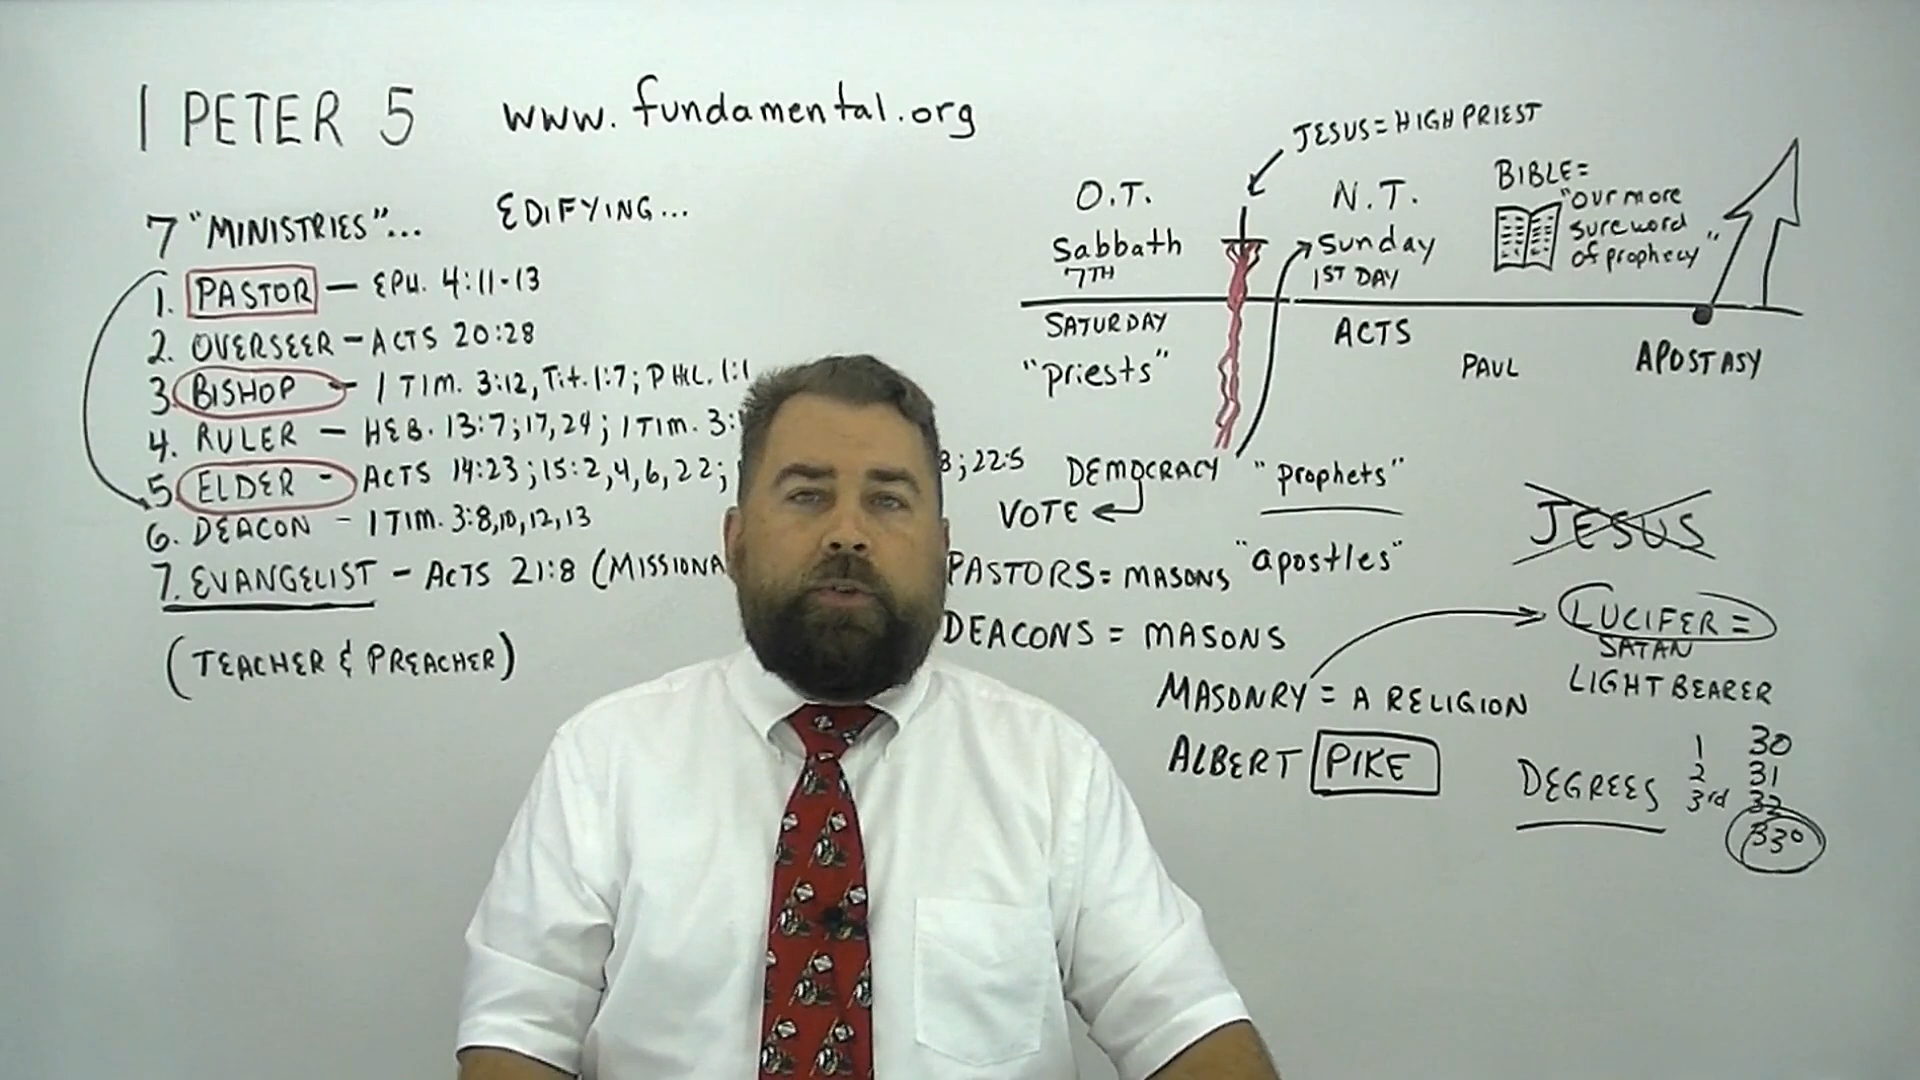 1 PETER 5 www.fundamental.org
7 "MINISTRIES"... EDIFYING...
1. PASTOR — EPH. 4:11-13
2. OVERSEER — ACTS 20:28
3. BISHOP — 1 TIM. 3:12, Tit. 1:7; PHIL. 1:1
4. RULER — HEB. 13:7;17,24; 1 TIM. 3:
5. ELDER - ACTS 14:23;15:2,4,6,22; 8;22:5
6. DEACON - 1 TIM. 3:8,10,12,13
7. EVANGELIST - ACTS 21:8 (MISSIONA
(TEACHER & PREACHER)
JESUS = HIGH PRIEST
O.T.
Sabbath
7TH
SATURDAY
"priests"
N.T.
Sunday
1ST DAY
ACTS
PAUL
BIBLE =
"our more
sure word
of prophecy"
APOSTASY
DEMOCRACY
VOTE
"prophets"
"apostles"
PASTORS = MASONS
DEACONS = MASONS
MASONRY = A RELIGION
ALBERT PIKE
JESUS
LUCIFER =
SATAN
LIGHT BEARER
DEGREES
1 30
2 31
3rd 32
33°